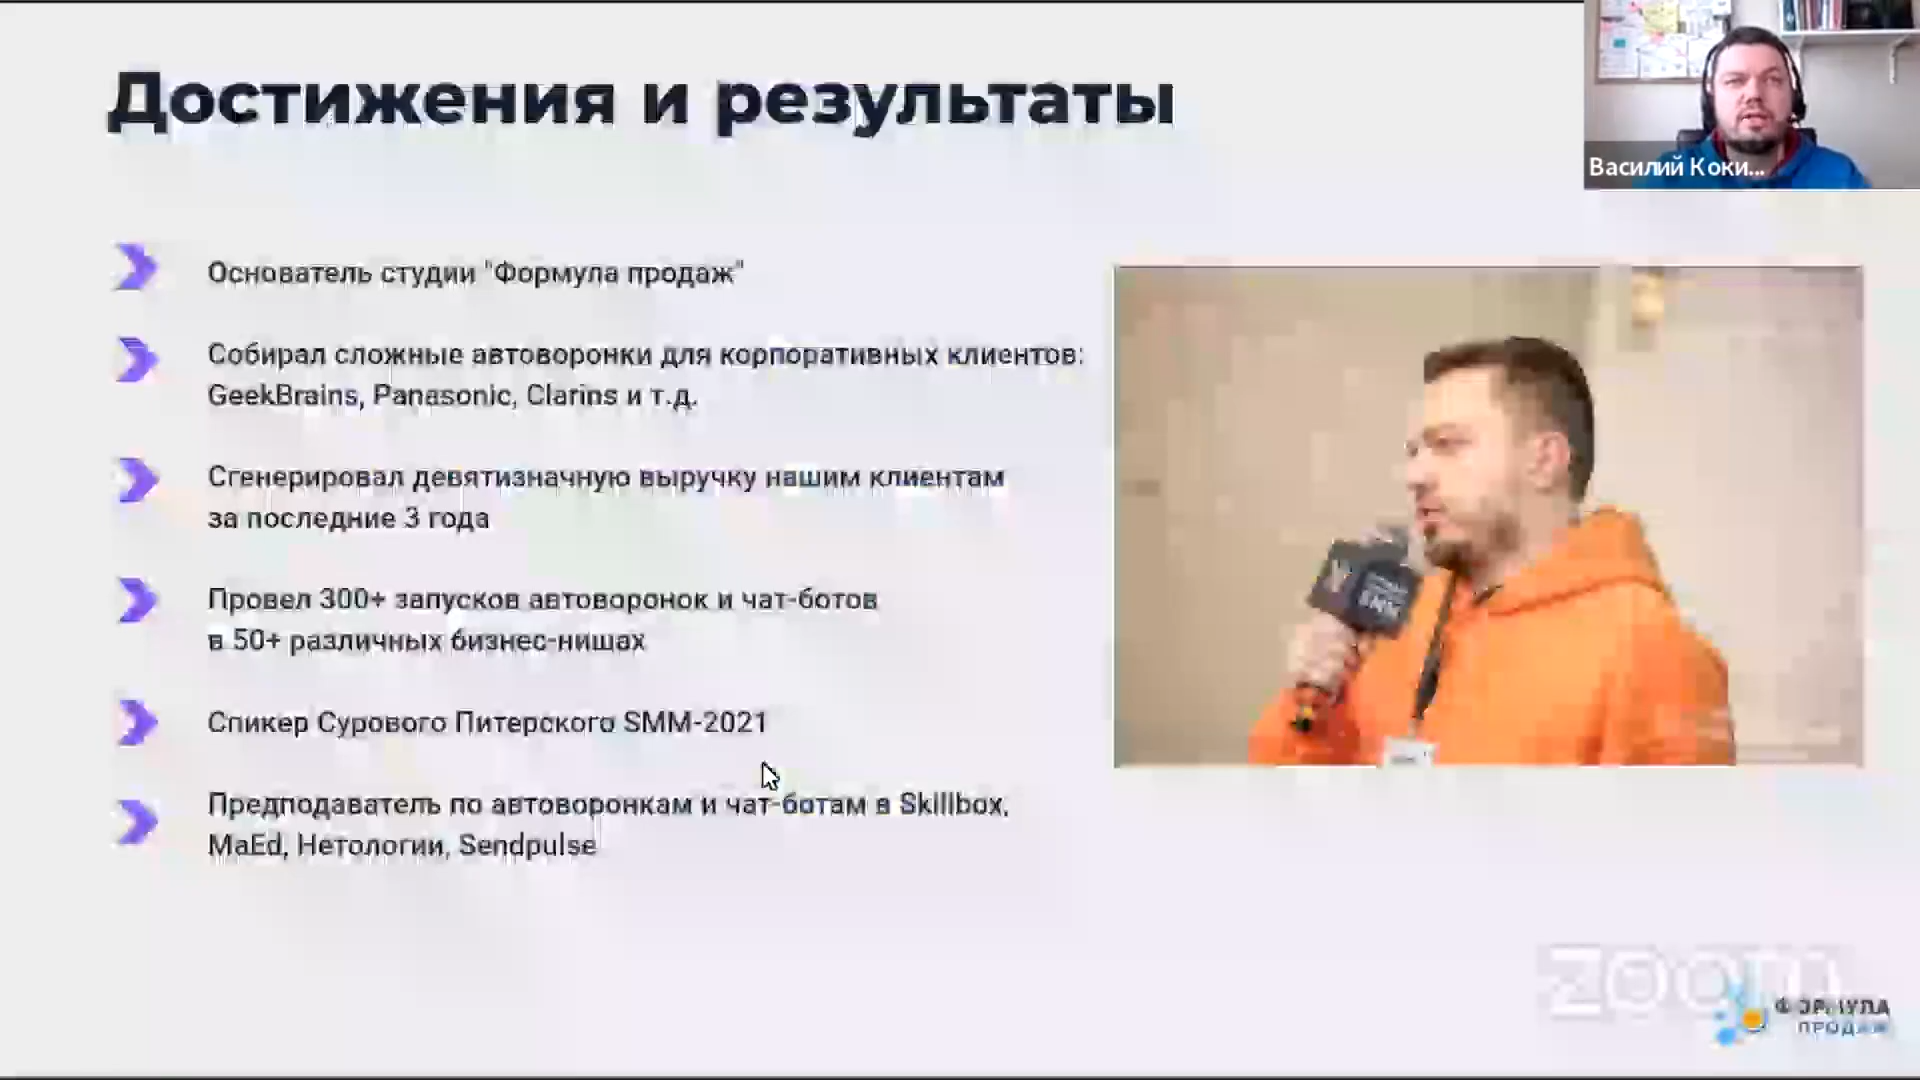 Достижения и результаты
Василий Коки...
Основатель студии "Формула продаж"
Собирал сложные автоворонки для корпоративных клиентов:
GeekBrains, Panasonic, Clarins и т.д.
Сгенерировал девятизначную выручку нашим клиентам
за последние 3 года
Провел 300+ запусков автоворонок и чат-ботов
в 50+ различных бизнес-нишах
Спикер Сурового Питерского SMM-2021
Предподаватель по автоворонкам и чат-ботам в Skillbox,
MaEd, Нетологии, Sendpulse
SMM
zoom
ФОРМУЛА
ПРОДАЖ